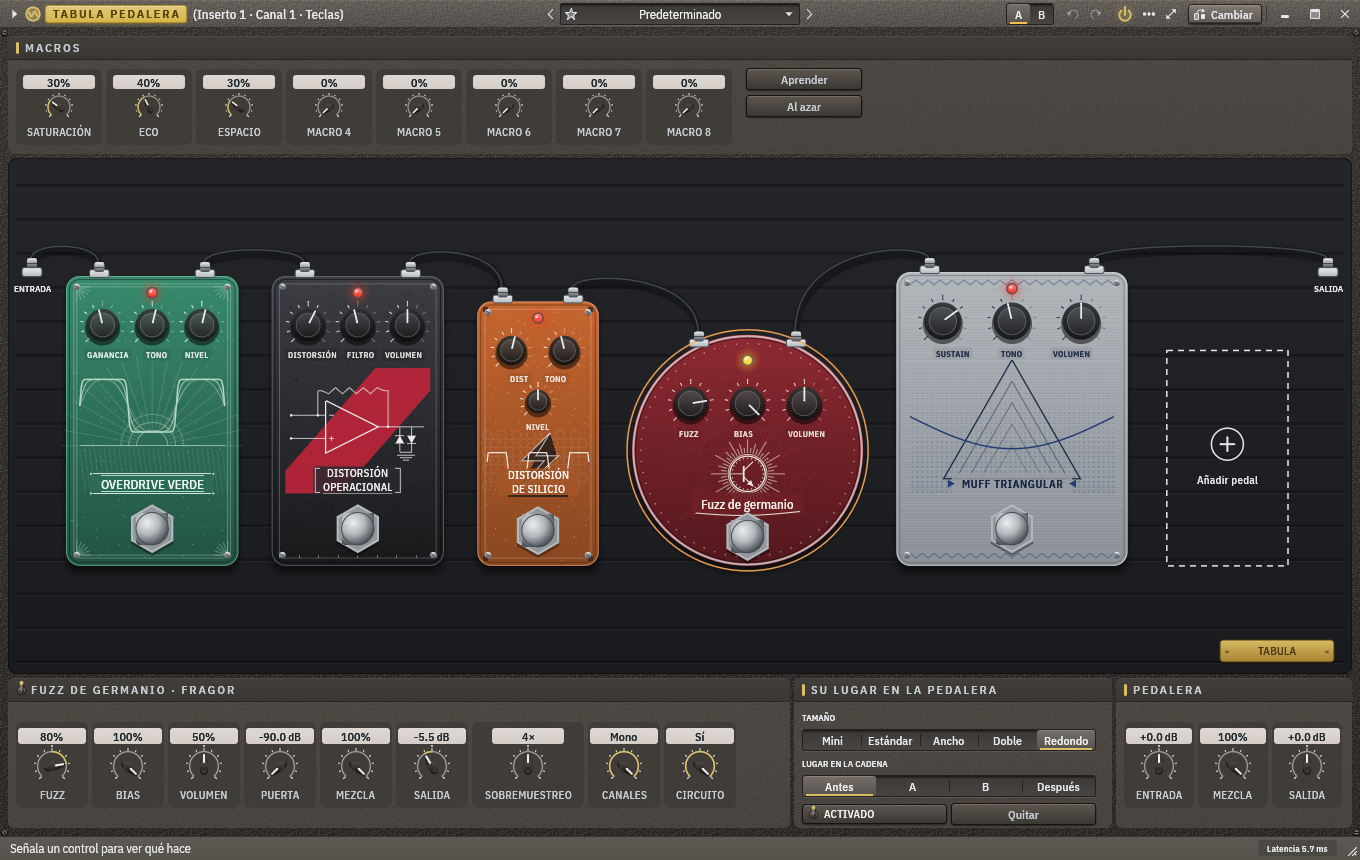 TABULA PEDALERA (Inserto 1 · Canal 1 · Teclas)
Predeterminado
A B
Cambiar
MACROS
30% 40% 30% 0% 0% 0% 0% 0%
SATURACIÓN ECO ESPACIO MACRO 4 MACRO 5 MACRO 6 MACRO 7 MACRO 8
Aprender
Al azar
ENTRADA
SALIDA
GANANCIA TONO NIVEL
OVERDRIVE VERDE
DISTORSIÓN FILTRO VOLUMEN
DISTORSIÓN
OPERACIONAL
DIST TONO
NIVEL
DISTORSIÓN
DE SILICIO
FUZZ BIAS VOLUMEN
Fuzz de germanio
SUSTAIN TONO VOLUMEN
MUFF TRIANGULAR
Añadir pedal
TABULA
FUZZ DE GERMANIO · FRAGOR
80% 100% 50% -90.0 dB 100% -5.5 dB 4× Mono Sí
FUZZ BIAS VOLUMEN PUERTA MEZCLA SALIDA SOBREMUESTREO CANALES CIRCUITO
SU LUGAR EN LA PEDALERA
TAMAÑO
Mini Estándar Ancho Doble Redondo
LUGAR EN LA CADENA
Antes A B Después
ACTIVADO Quitar
PEDALERA
+0.0 dB 100% +0.0 dB
ENTRADA MEZCLA SALIDA
Señala un control para ver qué hace
Latencia 5.7 ms